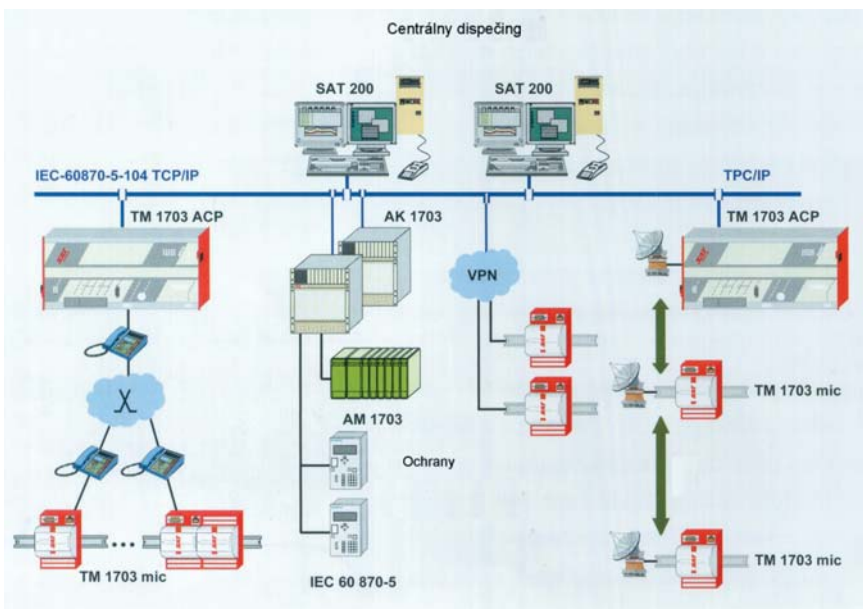 Centrálny dispečing
SAT 200
SAT 200
IEC-60870-5-104 TCP/IP
TPC/IP
TM 1703 ACP
AK 1703
TM 1703 ACP
VPN
TM 1703 mic
AM 1703
Ochrany
TM 1703 mic
IEC 60 870-5
TM 1703 mic